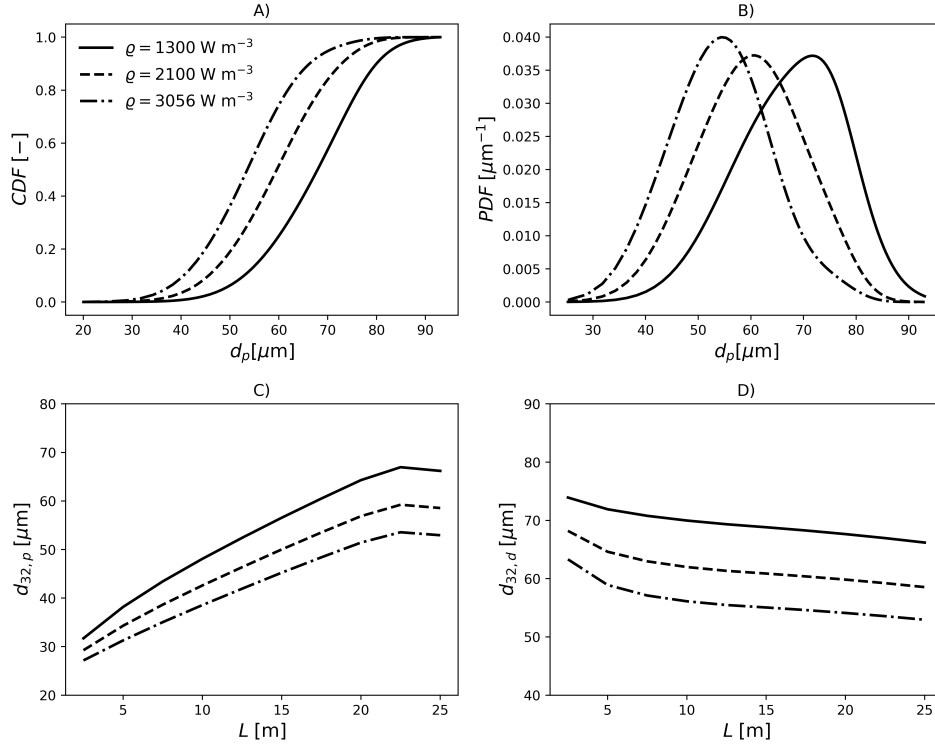 A)
1.0
0.8
0.6
0.4
0.2
0.0
CDF [−]
ϱ = 1300 W m⁻³
ϱ = 2100 W m⁻³
ϱ = 3056 W m⁻³
20 30 40 50 60 70 80 90
d_p[μm]
B)
0.040
0.035
0.030
0.025
0.020
0.015
0.010
0.005
0.000
PDF [μm⁻¹]
30 40 50 60 70 80 90
d_p[μm]
C)
80
70
60
50
40
30
20
d_{32,p} [μm]
5 10 15 20 25
L [m]
D)
90
80
70
60
50
40
d_{32,d} [μm]
5 10 15 20 25
L [m]